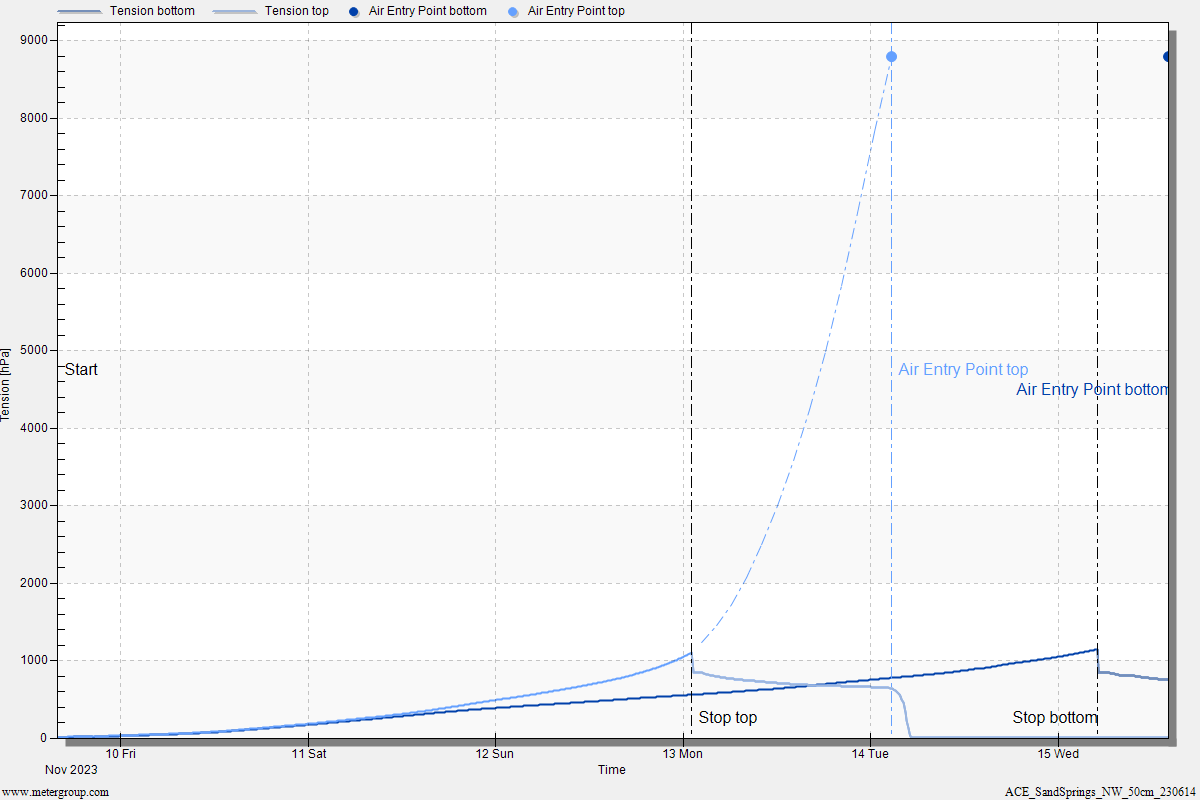 Tension bottom Tension top Air Entry Point bottom Air Entry Point top
9000
8000
7000
6000
5000
Tension [hPa]
Start
Air Entry Point top
Air Entry Point bottom
4000
3000
2000
1000
Stop top
Stop bottom
0
10 Fri 11 Sat 12 Sun 13 Mon 14 Tue 15 Wed
Nov 2023
Time
www.metergroup.com
ACE_SandSprings_NW_50cm_230614